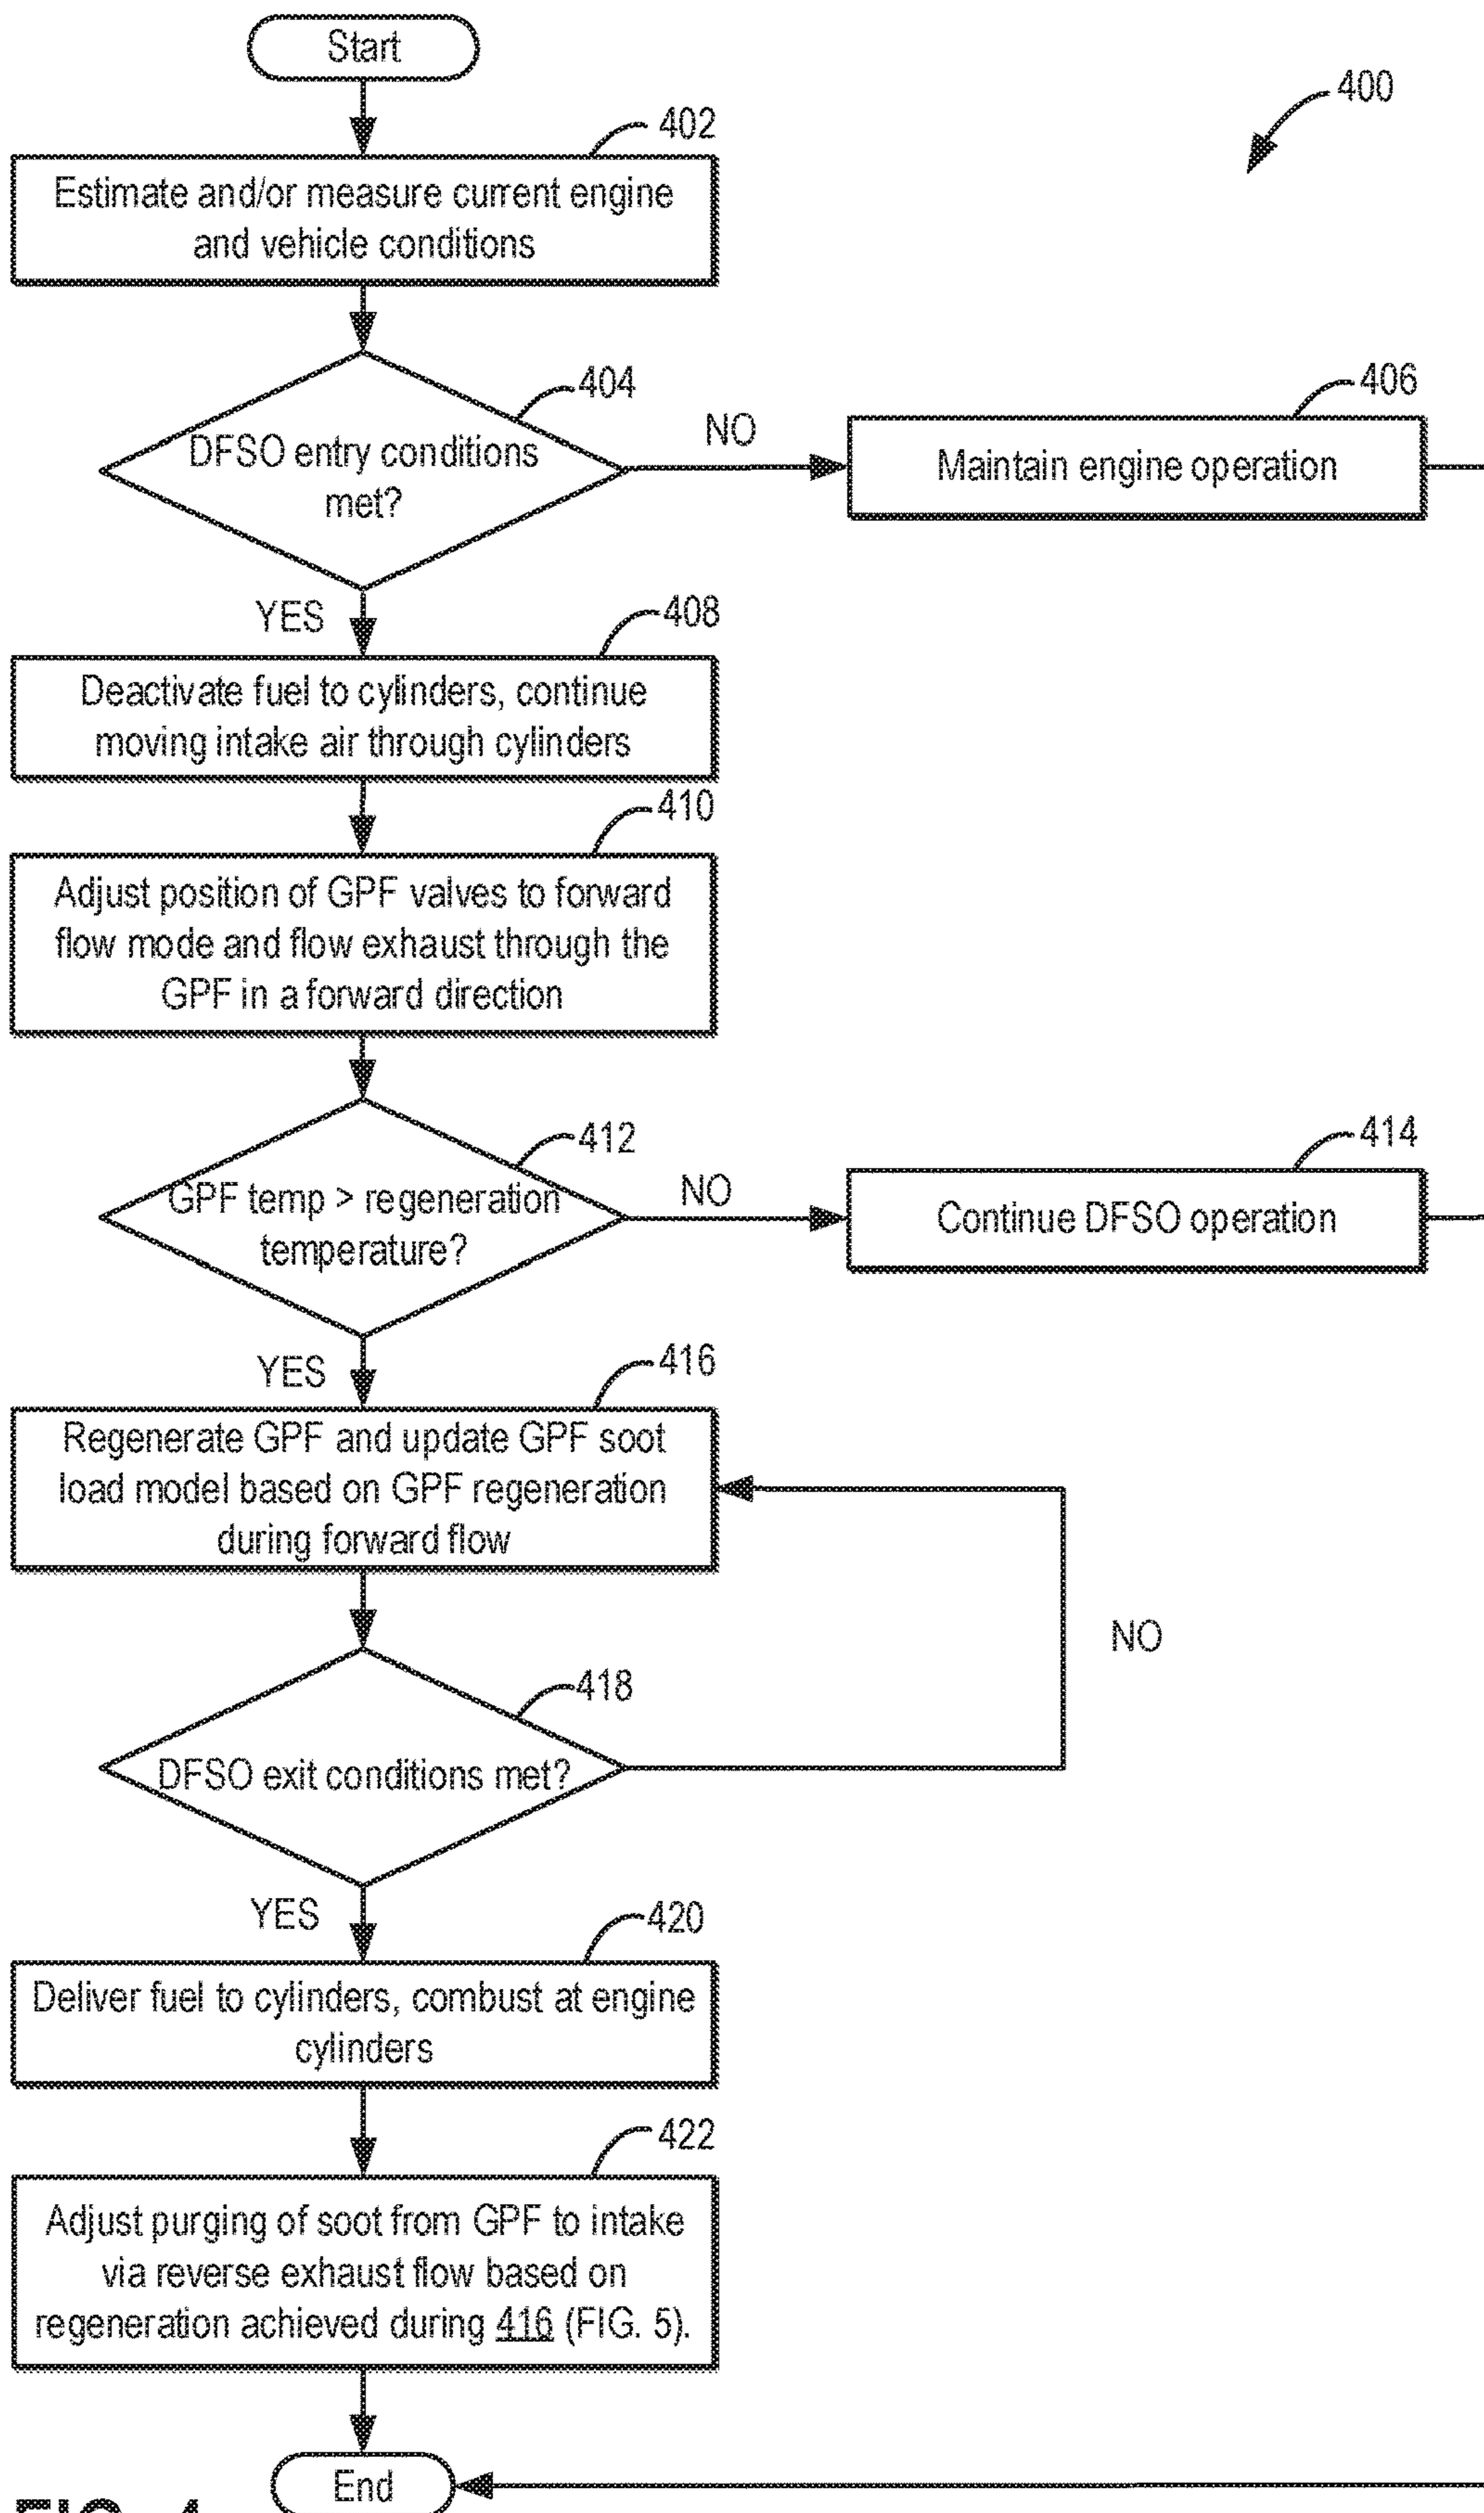 Start
400
402
Estimate and/or measure current engine
and vehicle conditions
404
DFSO entry conditions
met?
NO
406
Maintain engine operation
YES
408
Deactivate fuel to cylinders, continue
moving intake air through cylinders
410
Adjust position of GPF valves to forward
flow mode and flow exhaust through the
GPF in a forward direction
412
GPF temp > regeneration
temperature?
NO
414
Continue DFSO operation
YES
416
Regenerate GPF and update GPF soot
load model based on GPF regeneration
during forward flow
NO
418
DFSO exit conditions met?
YES
420
Deliver fuel to cylinders, combust at engine
cylinders
422
Adjust purging of soot from GPF to intake
via reverse exhaust flow based on
regeneration achieved during 416 (FIG. 5).
End